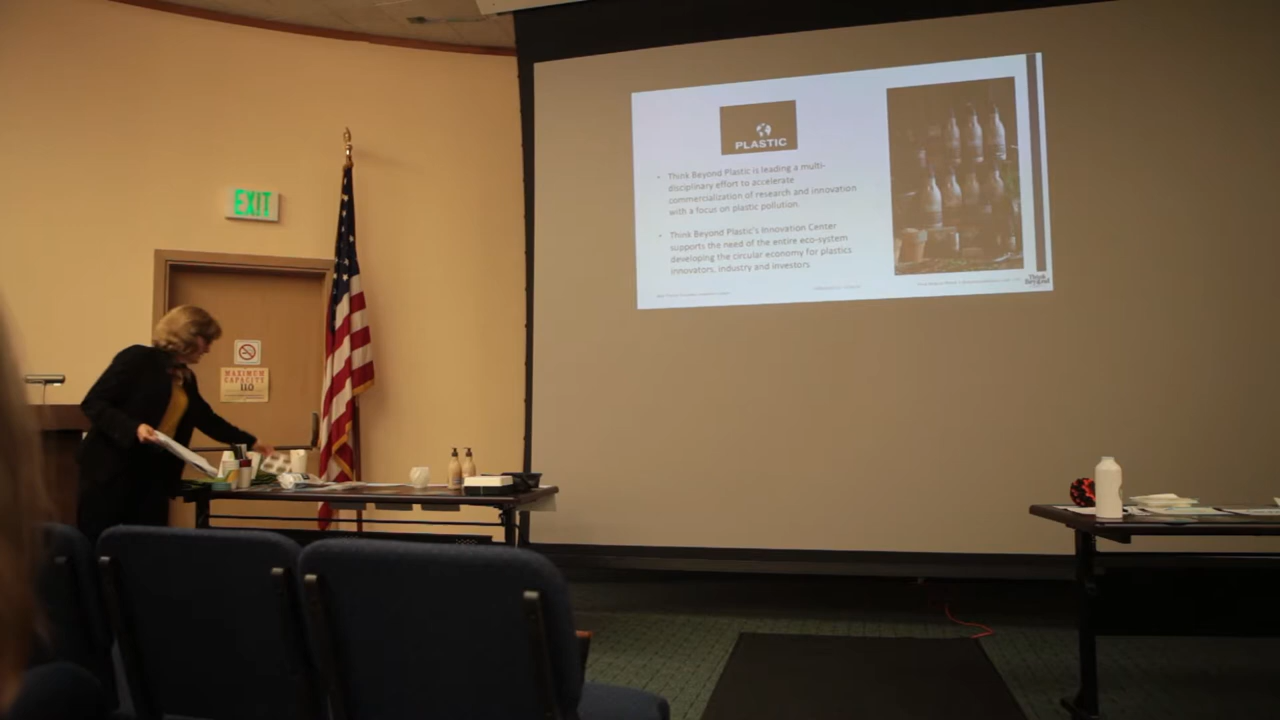 PLASTIC
• Think Beyond Plastic is leading a multi-
disciplinary effort to accelerate
commercialization of research and innovation
with a focus on plastic pollution.
• Think Beyond Plastic's Innovation Center
supports the need of the entire eco-system
developing the circular economy for plastics
innovators, industry and investors
Think
Beyond
EXIT
MAXIMUM
CAPACITY
110